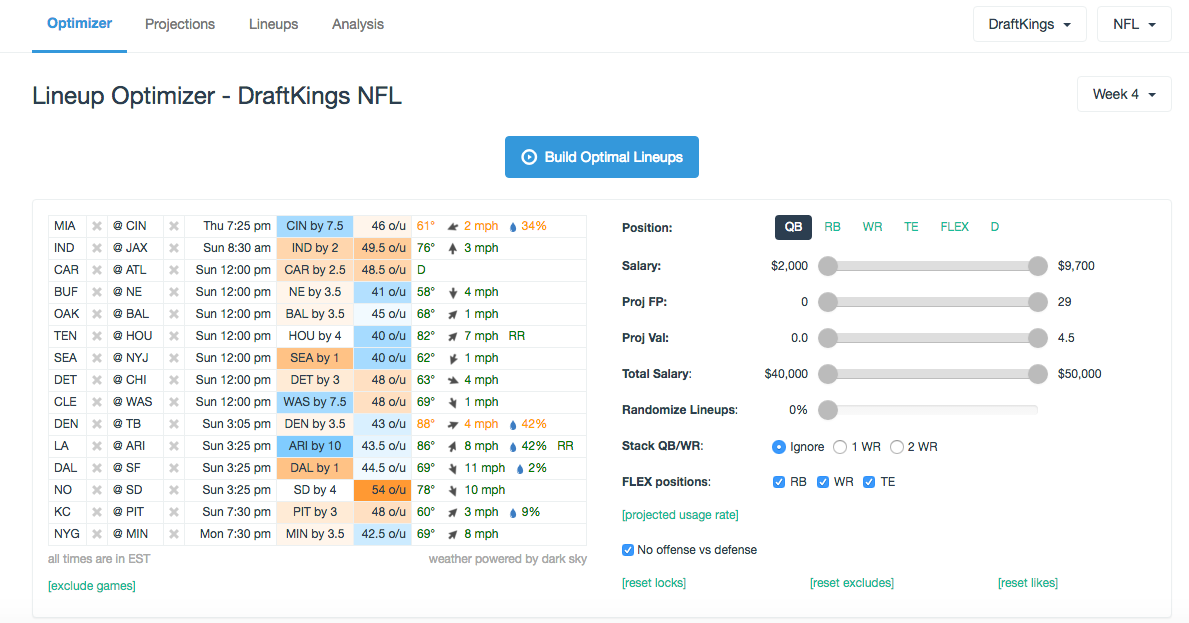 Optimizer Projections Lineups Analysis DraftKings NFL
Lineup Optimizer - DraftKings NFL Week 4
Build Optimal Lineups
MIA @ CIN Thu 7:25 pm CIN by 7.5 46 o/u 61° 2 mph 34%
IND @ JAX Sun 8:30 am IND by 2 49.5 o/u 76° 3 mph
CAR @ ATL Sun 12:00 pm CAR by 2.5 48.5 o/u D
BUF @ NE Sun 12:00 pm NE by 3.5 41 o/u 58° 4 mph
OAK @ BAL Sun 12:00 pm BAL by 3.5 45 o/u 68° 1 mph
TEN @ HOU Sun 12:00 pm HOU by 4 40 o/u 82° 7 mph RR
SEA @ NYJ Sun 12:00 pm SEA by 1 40 o/u 62° 1 mph
DET @ CHI Sun 12:00 pm DET by 3 48 o/u 63° 4 mph
CLE @ WAS Sun 12:00 pm WAS by 7.5 48 o/u 69° 1 mph
DEN @ TB Sun 3:05 pm DEN by 3.5 43 o/u 88° 4 mph 42%
LA @ ARI Sun 3:25 pm ARI by 10 43.5 o/u 86° 8 mph 42% RR
DAL @ SF Sun 3:25 pm DAL by 1 44.5 o/u 69° 11 mph 2%
NO @ SD Sun 3:25 pm SD by 4 54 o/u 78° 10 mph
KC @ PIT Sun 7:30 pm PIT by 3 48 o/u 60° 3 mph 9%
NYG @ MIN Mon 7:30 pm MIN by 3.5 42.5 o/u 69° 8 mph
all times are in EST weather powered by dark sky
[exclude games]
Position: QB RB WR TE FLEX D
Salary: $2,000 $9,700
Proj FP: 0 29
Proj Val: 0.0 4.5
Total Salary: $40,000 $50,000
Randomize Lineups: 0%
Stack QB/WR: Ignore 1 WR 2 WR
FLEX positions: RB WR TE
[projected usage rate]
No offense vs defense
[reset locks] [reset excludes] [reset likes]